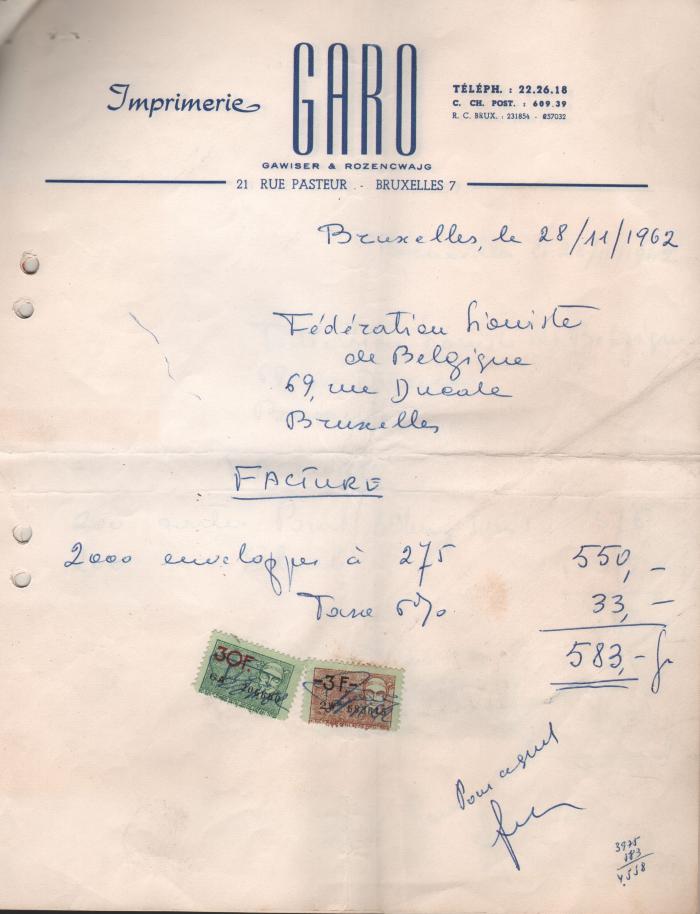 Imprimerie GARO
TÉLÉPH. : 22.26.18
C. CH. POST. : 609.39
R. C. BRUX. : 231854 - 257032
GAWISER & ROZENCWAJG
21 RUE PASTEUR - BRUXELLES 7
Bruxelles, le 28/11/1962
Fédération Sioniste
de Belgique
69, rue Ducale
Bruxelles
FACTURE
2000 enveloppes à 275 550,-
Taxe 6% 33,-
583,- fr
30F.
-3F,-
Pour acquit
3975
583
4558